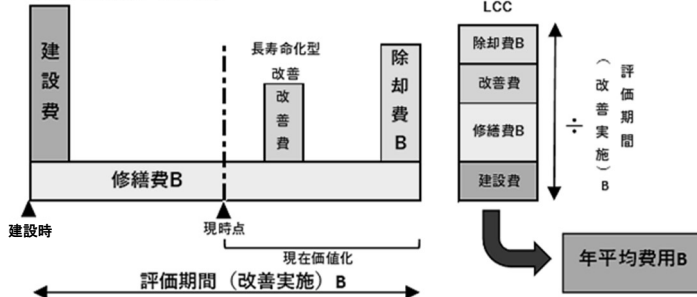 建設費
長寿命化型
改善
改善費
除却費B
修繕費B
建設時
現時点
現在価値化
評価期間（改善実施）B
LCC
除却費B
改善費
修繕費B
建設費
÷
評価期間
（改善実施）B
年平均費用B